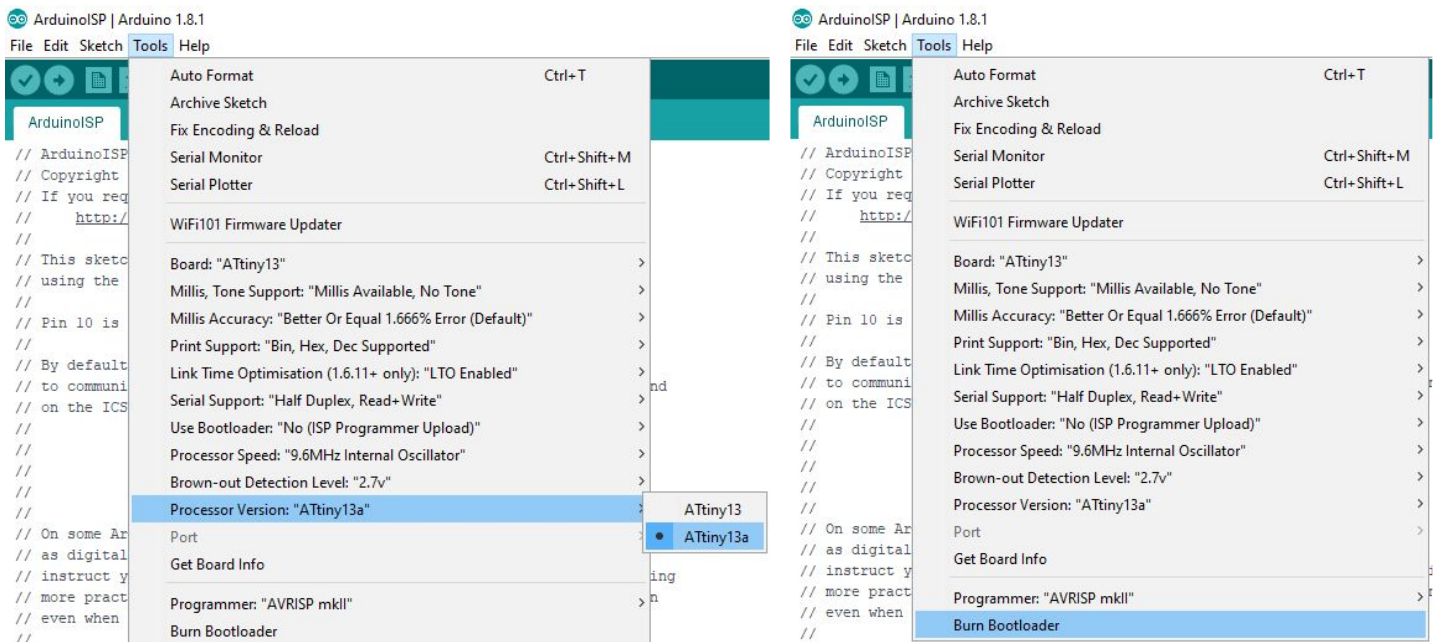 ArduinoISP | Arduino 1.8.1
File Edit Sketch Tools Help
Auto Format Ctrl+T
Archive Sketch
ArduinoISP
Fix Encoding & Reload
// ArduinoISP
Serial Monitor Ctrl+Shift+M
// Copyright
Serial Plotter Ctrl+Shift+L
// If you req
// http:/
WiFi101 Firmware Updater
//
// This sketc
Board: "ATtiny13"
// using the
Millis, Tone Support: "Millis Available, No Tone"
//
Millis Accuracy: "Better Or Equal 1.666% Error (Default)"
// Pin 10 is
//
Print Support: "Bin, Hex, Dec Supported"
// By default
Link Time Optimisation (1.6.11+ only): "LTO Enabled"
// to communi nd
Serial Support: "Half Duplex, Read+Write"
// on the ICS
//
Use Bootloader: "No (ISP Programmer Upload)"
//
Processor Speed: "9.6MHz Internal Oscillator"
//
Brown-out Detection Level: "2.7v"
//
Processor Version: "ATtiny13a" ATtiny13
//
// On some Ar
Port ATtiny13a
// as digital
Get Board Info
// instruct y ing
// more pract n
Programmer: "AVRISP mkII"
// even when
Burn Bootloader
//
ArduinoISP | Arduino 1.8.1
File Edit Sketch Tools Help
Auto Format Ctrl+T
Archive Sketch
ArduinoISP
Fix Encoding & Reload
// ArduinoISP
Serial Monitor Ctrl+Shift+M
// Copyright
Serial Plotter Ctrl+Shift+L
// If you req
// http:/
WiFi101 Firmware Updater
//
// This sketc
Board: "ATtiny13"
// using the
Millis, Tone Support: "Millis Available, No Tone"
//
Millis Accuracy: "Better Or Equal 1.666% Error (Default)"
// Pin 10 is
//
Print Support: "Bin, Hex, Dec Supported"
// By default
Link Time Optimisation (1.6.11+ only): "LTO Enabled"
// to communi
Serial Support: "Half Duplex, Read+Write"
// on the ICS
//
Use Bootloader: "No (ISP Programmer Upload)"
//
Processor Speed: "9.6MHz Internal Oscillator"
//
Brown-out Detection Level: "2.7v"
//
Processor Version: "ATtiny13a"
//
// On some Ar
Port
// as digital
Get Board Info
// instruct y
// more pract
Programmer: "AVRISP mkII"
// even when
Burn Bootloader
//